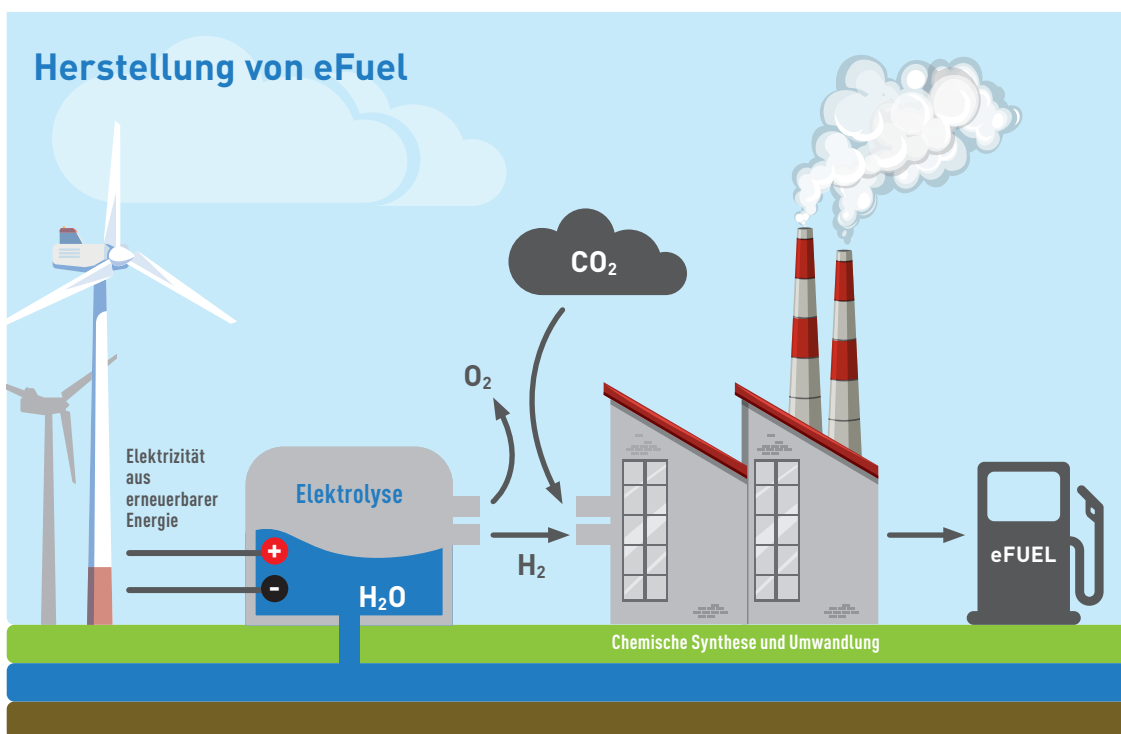 Herstellung von eFuel
CO₂
O₂
Elektrizität
aus
erneuerbarer
Energie
Elektrolyse
+
-
H₂O
H₂
eFUEL
Chemische Synthese und Umwandlung